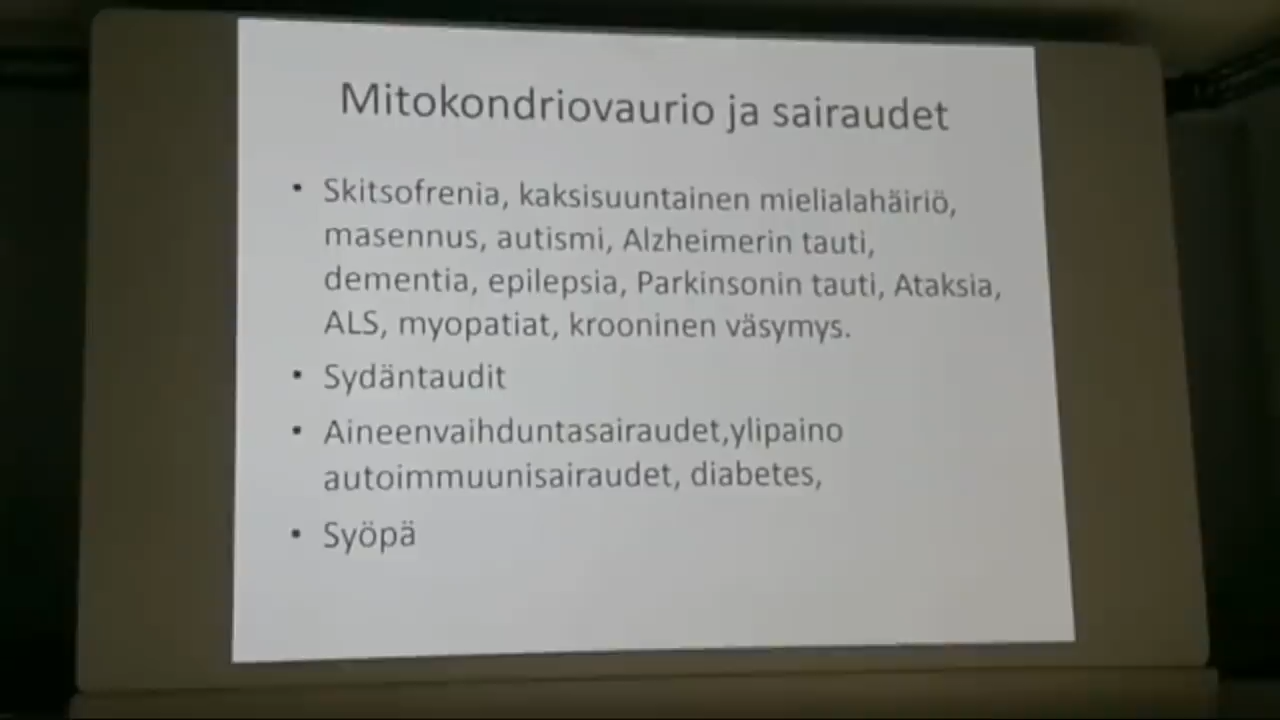 Mitokondriovaurio ja sairaudet
• Skitsofrenia, kaksisuuntainen mielialahäiriö,
masennus, autismi, Alzheimerin tauti,
dementia, epilepsia, Parkinsonin tauti, Ataksia,
ALS, myopatiat, krooninen väsymys.
• Sydäntaudit
• Aineenvaihduntasairaudet,ylipaino
autoimmuunisairaudet, diabetes,
• Syöpä